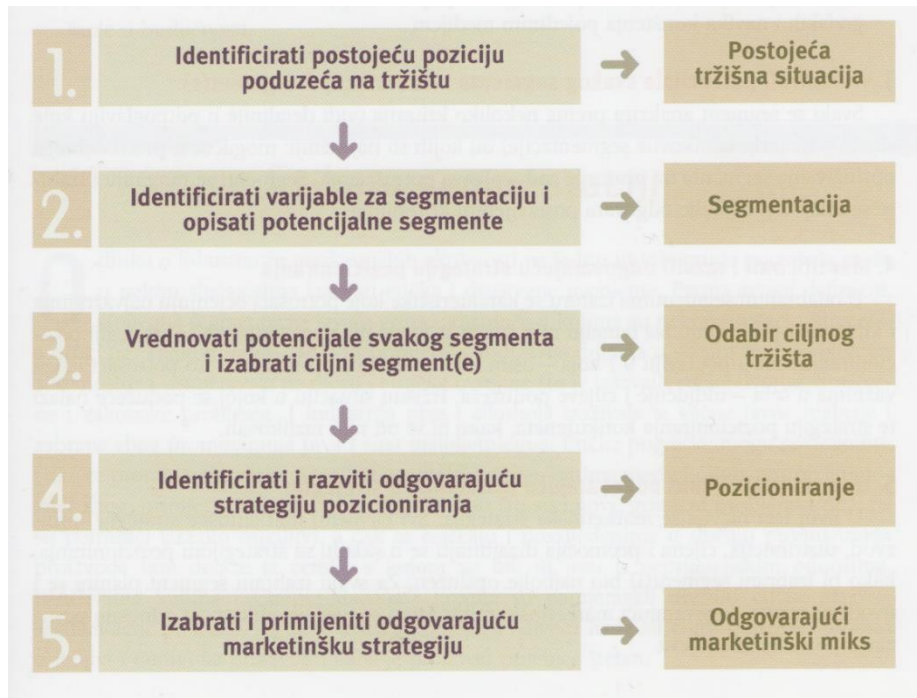 1.
Identificirati postojeću poziciju
poduzeća na tržištu
Postojeća
tržišna situacija
2.
Identificirati varijable za segmentaciju i
opisati potencijalne segmente
Segmentacija
3.
Vrednovati potencijale svakog segmenta
i izabrati ciljni segment(e)
Odabir ciljnog
tržišta
4.
Identificirati i razviti odgovarajuću
strategiju pozicioniranja
Pozicioniranje
5.
Izabrati i primijeniti odgovarajuću
marketinšku strategiju
Odgovarajući
marketinški miks